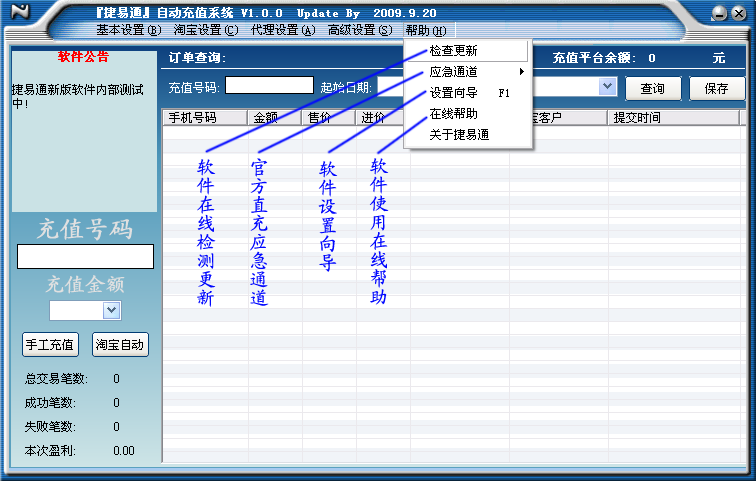 『捷易通』自动充值系统 V1.0.0 Update By 2009.9.20
基本设置(B) 淘宝设置(C) 代理设置(A) 高级设置(S) 帮助(H)
软件公告
捷易通新版软件内部测试
中!
充值号码
充值金额
手工充值 淘宝自动
总交易笔数: 0
成功笔数: 0
失败笔数: 0
本次盈利: 0.00
订单查询:
充值平台余额: 0 元
充值号码: 起始日期:
查询 保存
手机号码 金额 售价 进价 客户 提交时间
检查更新
应急通道
设置向导 F1
在线帮助
关于捷易通
软件在线检测更新
官方直充应急通道
软件设置向导
软件使用在线帮助